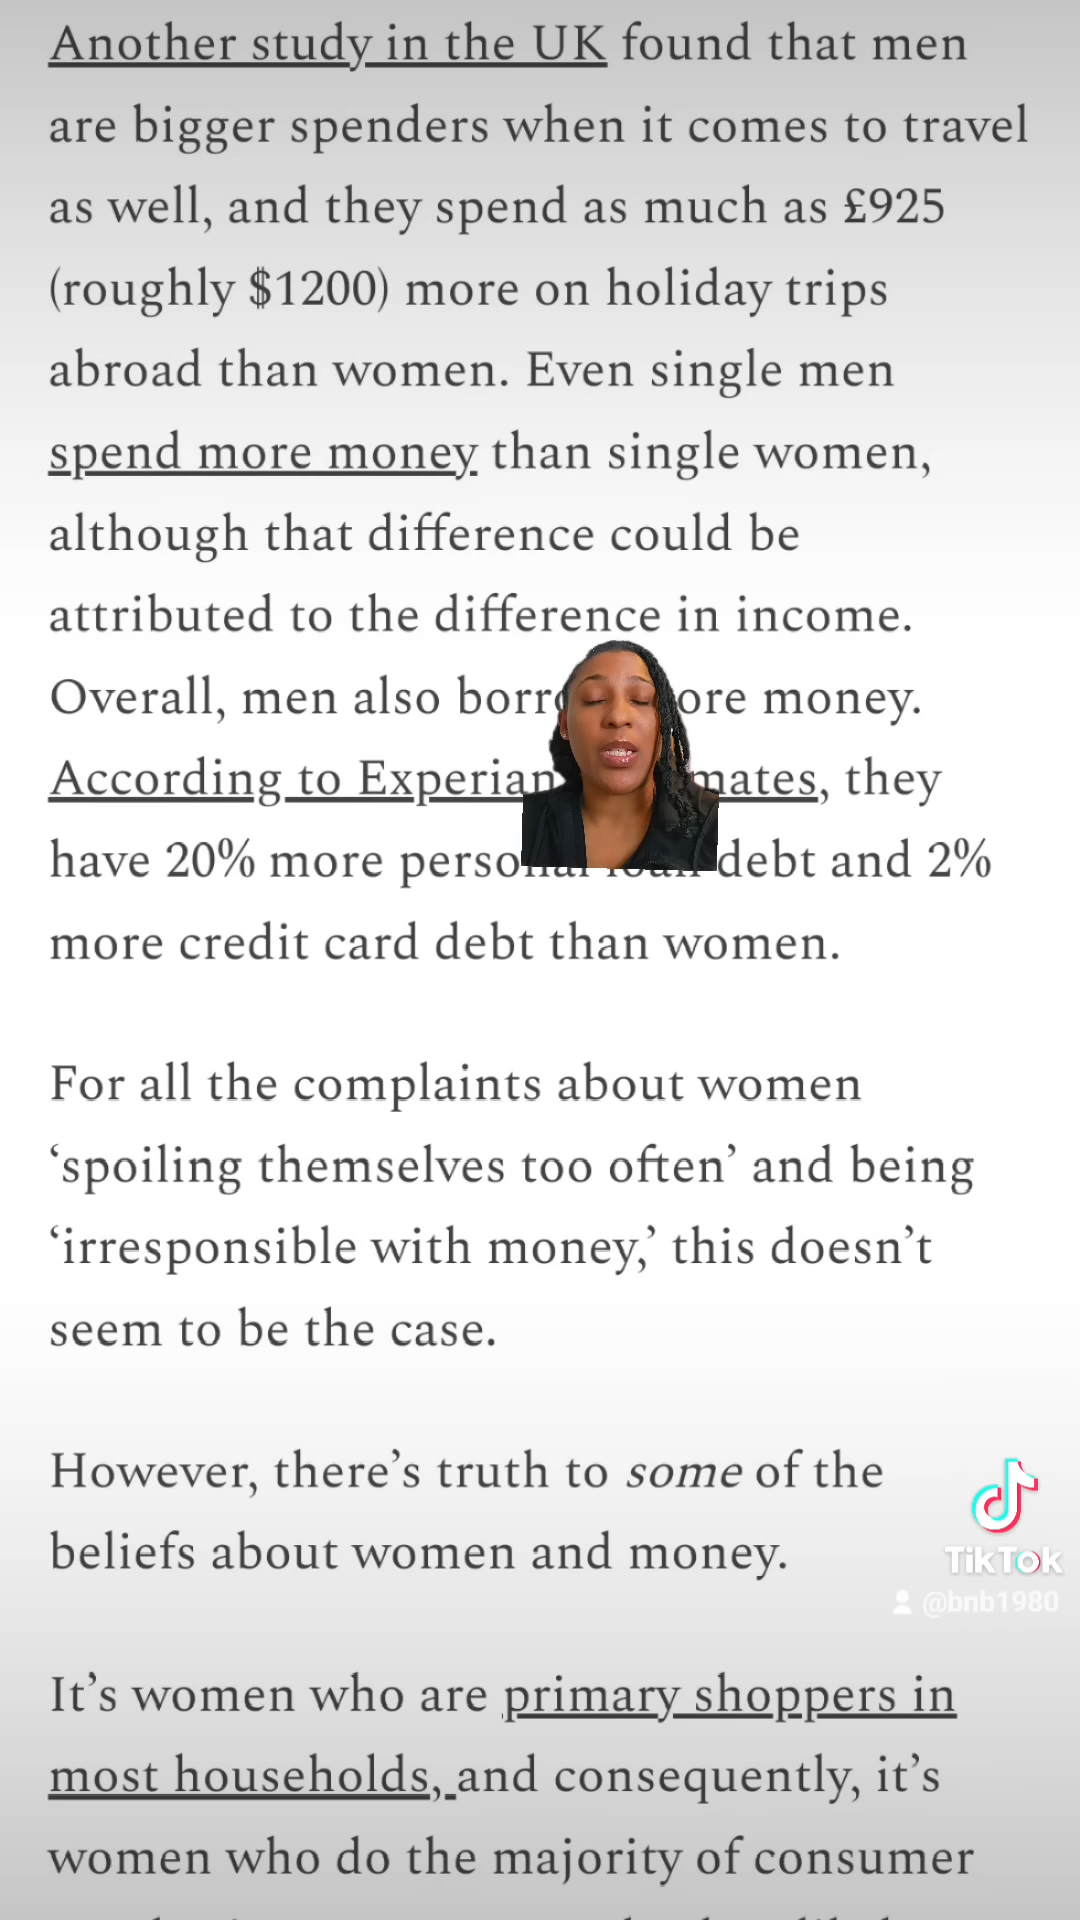 Another study in the UK found that men
are bigger spenders when it comes to travel
as well, and they spend as much as £925
(roughly $1200) more on holiday trips
abroad than women. Even single men
spend more money than single women,
although that difference could be
attributed to the difference in income.
Overall, men also money.
According to Experian , they
have 20% more debt and 2%
more credit card debt than women.
For all the complaints about women
‘spoiling themselves too often’ and being
‘irresponsible with money,’ this doesn’t
seem to be the case.
However, there’s truth to some of the
beliefs about women and money.
TikTok
@bnb1980
It’s women who are primary shoppers in
most households, and consequently, it’s
women who do the majority of consumer